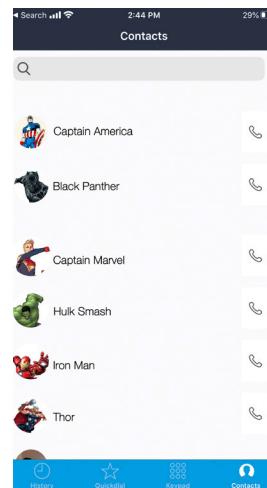 Search 2:44 PM 29%
Contacts
Captain America
Black Panther
Captain Marvel
Hulk Smash
Iron Man
Thor
History Quickdial Keypad Contacts